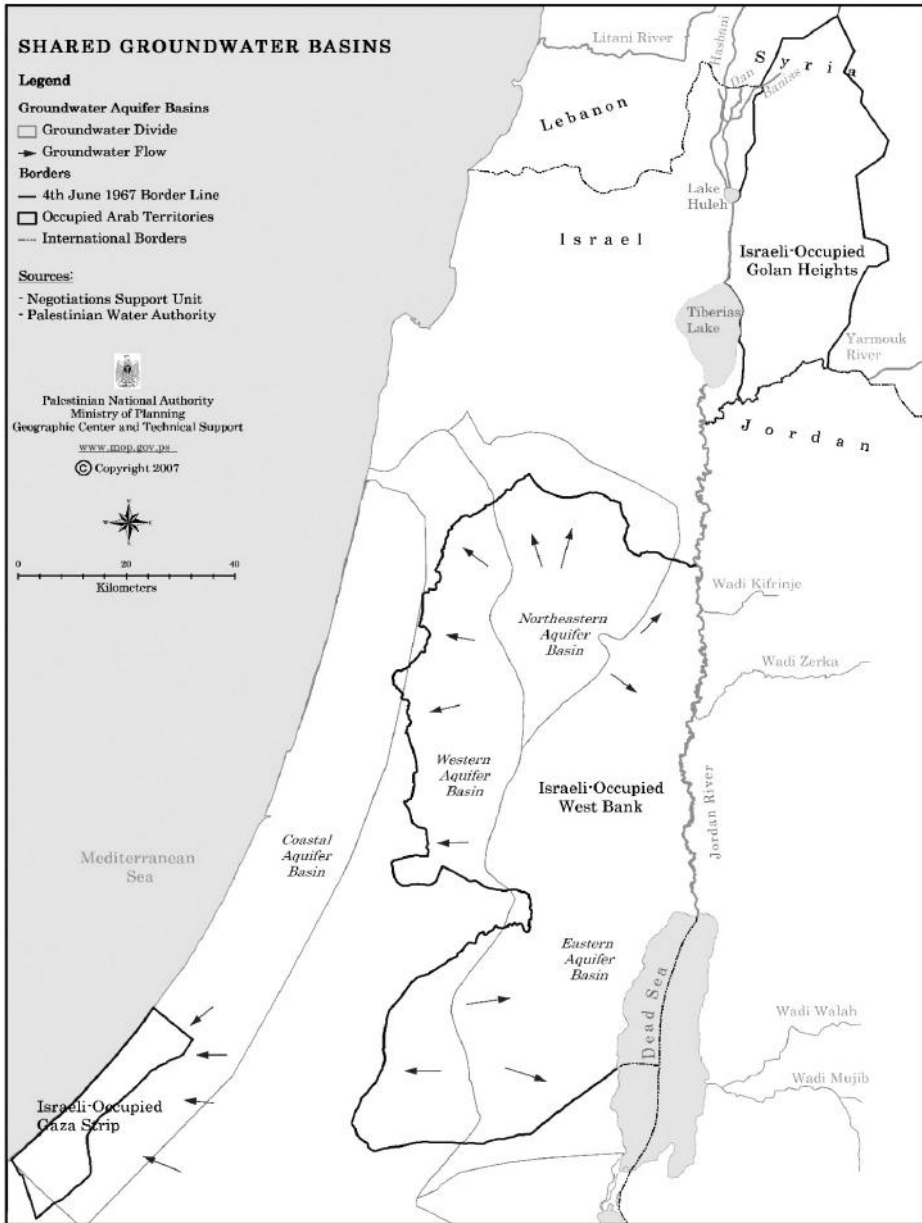 SHARED GROUNDWATER BASINS
Legend
Groundwater Aquifer Basins
Groundwater Divide
Groundwater Flow
Borders
4th June 1967 Border Line
Occupied Arab Territories
International Borders
Sources:
- Negotiations Support Unit
- Palestinian Water Authority
Palestinian National Authority
Ministry of Planning
Geographic Center and Technical Support
www.mop.gov.ps
© Copyright 2007
N
W
E
S
0 20 40
Kilometers
Litani River
Hasbani
Dan
Banias
Syria
Lebanon
Lake
Huleh
Israel
Israeli-Occupied
Golan Heights
Tiberias
Lake
Yarmouk
River
Jordan
Wadi Kifrinje
Northeastern
Aquifer
Basin
Wadi Zerka
Western
Aquifer
Basin
Israeli-Occupied
West Bank
Jordan River
Coastal
Aquifer
Basin
Mediterranean
Sea
Eastern
Aquifer
Basin
Dead Sea
Wadi Walah
Wadi Mujib
Israeli-Occupied
Gaza Strip